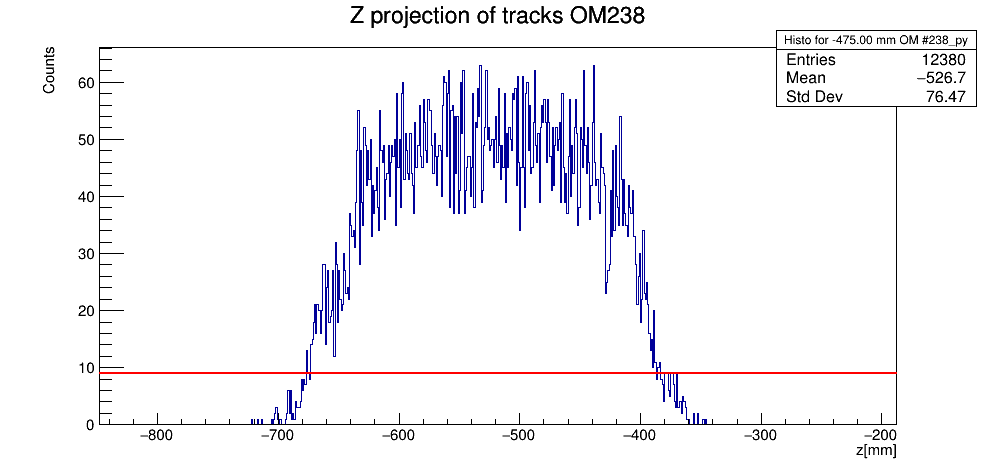 Z projection of tracks OM238
Histo for -475.00 mm OM #238_py
Entries 12380
Mean −526.7
Std Dev 76.47
Counts
60
50
40
30
20
10
0
−800 −700 −600 −500 −400 −300 −200
z[mm]